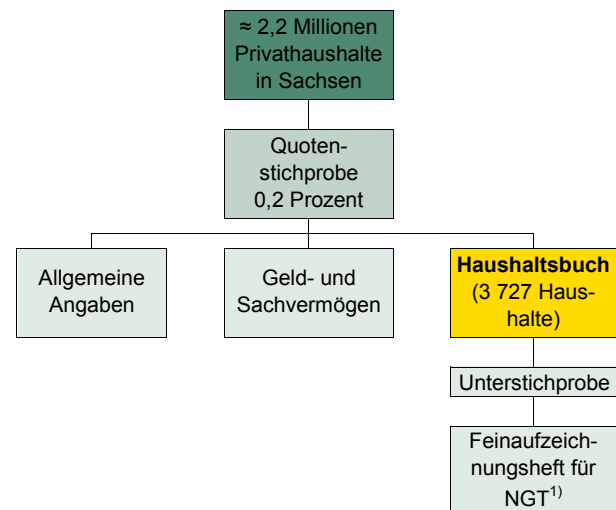 ≈ 2,2 Millionen
Privathaushalte
in Sachsen
Quoten-
stichprobe
0,2 Prozent
Allgemeine
Angaben
Geld- und
Sachvermögen
Haushaltsbuch
(3 727 Haus-
halte)
Unterstichprobe
Feinaufzeich-
nungsheft für
NGT1)